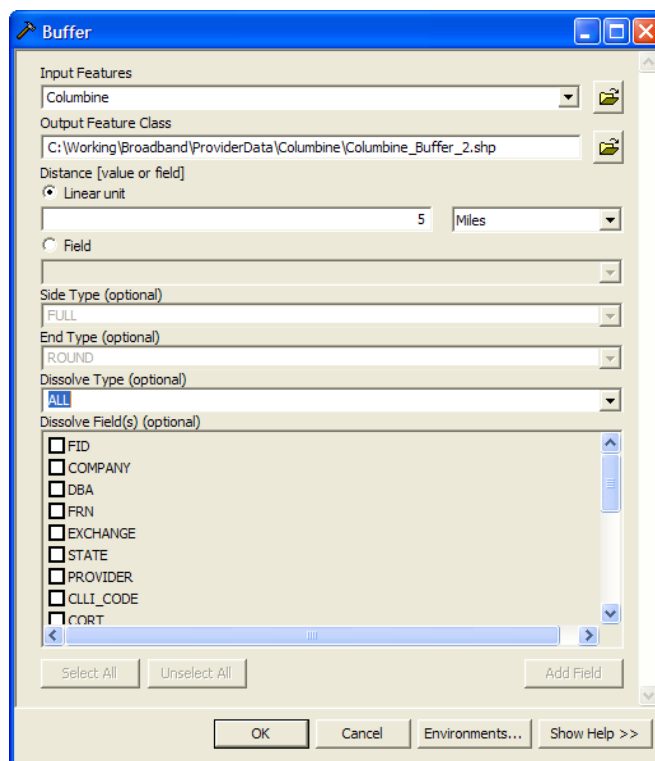 Buffer
Input Features
Columbine
Output Feature Class
C:\Working\Broadband\ProviderData\Columbine\Columbine_Buffer_2.shp
Distance [value or field]
Linear unit
5 Miles
Field
Side Type (optional)
FULL
End Type (optional)
ROUND
Dissolve Type (optional)
ALL
Dissolve Field(s) (optional)
FID
COMPANY
DBA
FRN
EXCHANGE
STATE
PROVIDER
CLLI_CODE
CORT
Select All Unselect All Add Field
OK Cancel Environments... Show Help >>